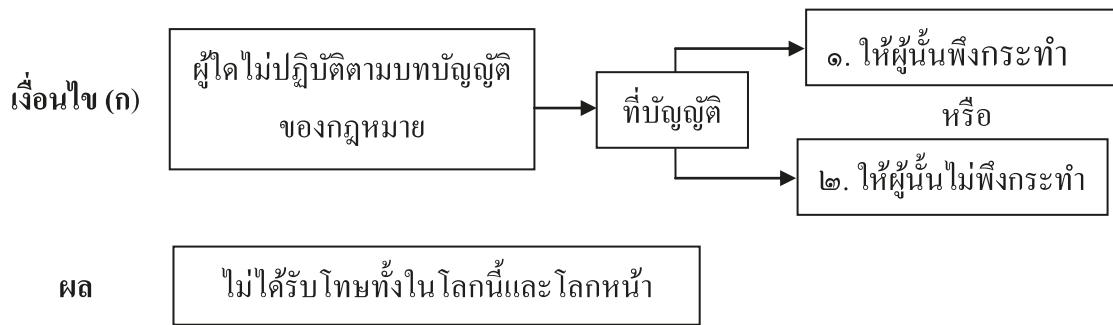 เงื่อนไข (ก)
ผู้ใดไม่ปฏิบัติตามบทบัญญัติ
ของกฎหมาย
ที่บัญญัติ
๑. ให้ผู้นั้นพึงกระทำ
หรือ
๒. ให้ผู้นั้นไม่พึงกระทำ
ผล
ไม่ได้รับโทษทั้งในโลกนี้และโลกหน้า